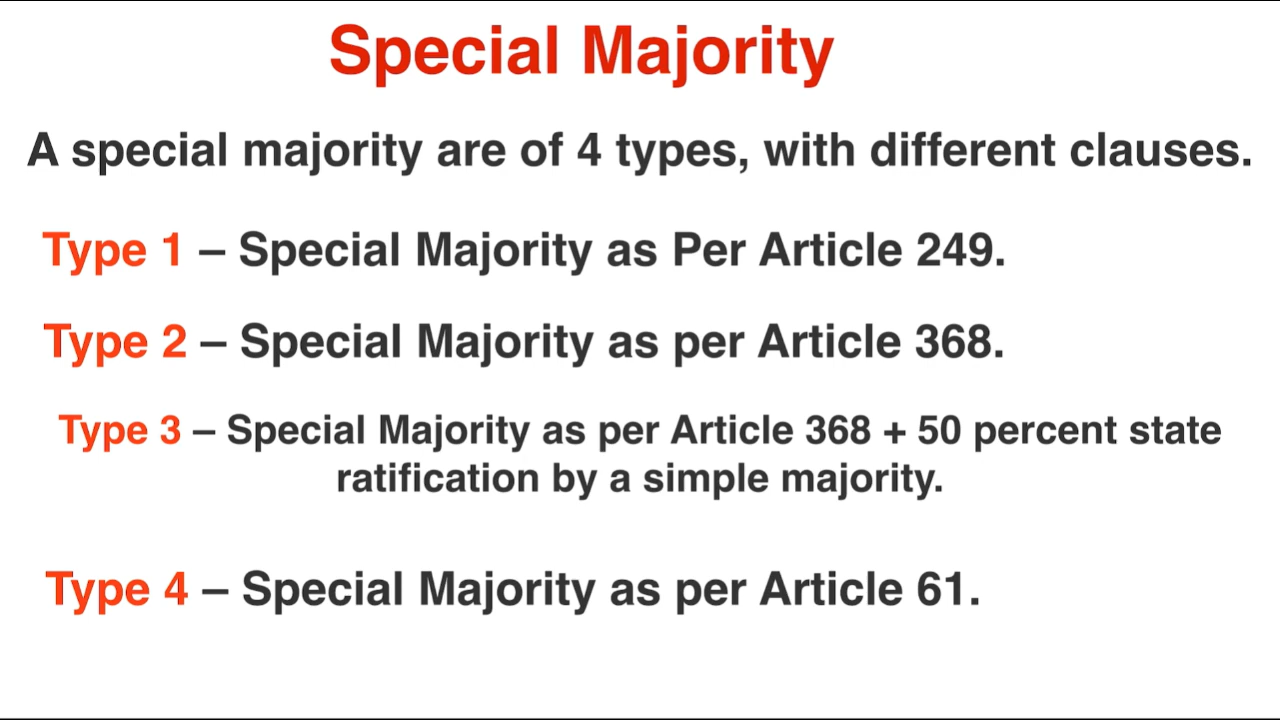 Special Majority
A special majority are of 4 types, with different clauses.
Type 1 – Special Majority as Per Article 249.
Type 2 – Special Majority as per Article 368.
Type 3 – Special Majority as per Article 368 + 50 percent state
ratification by a simple majority.
Type 4 – Special Majority as per Article 61.